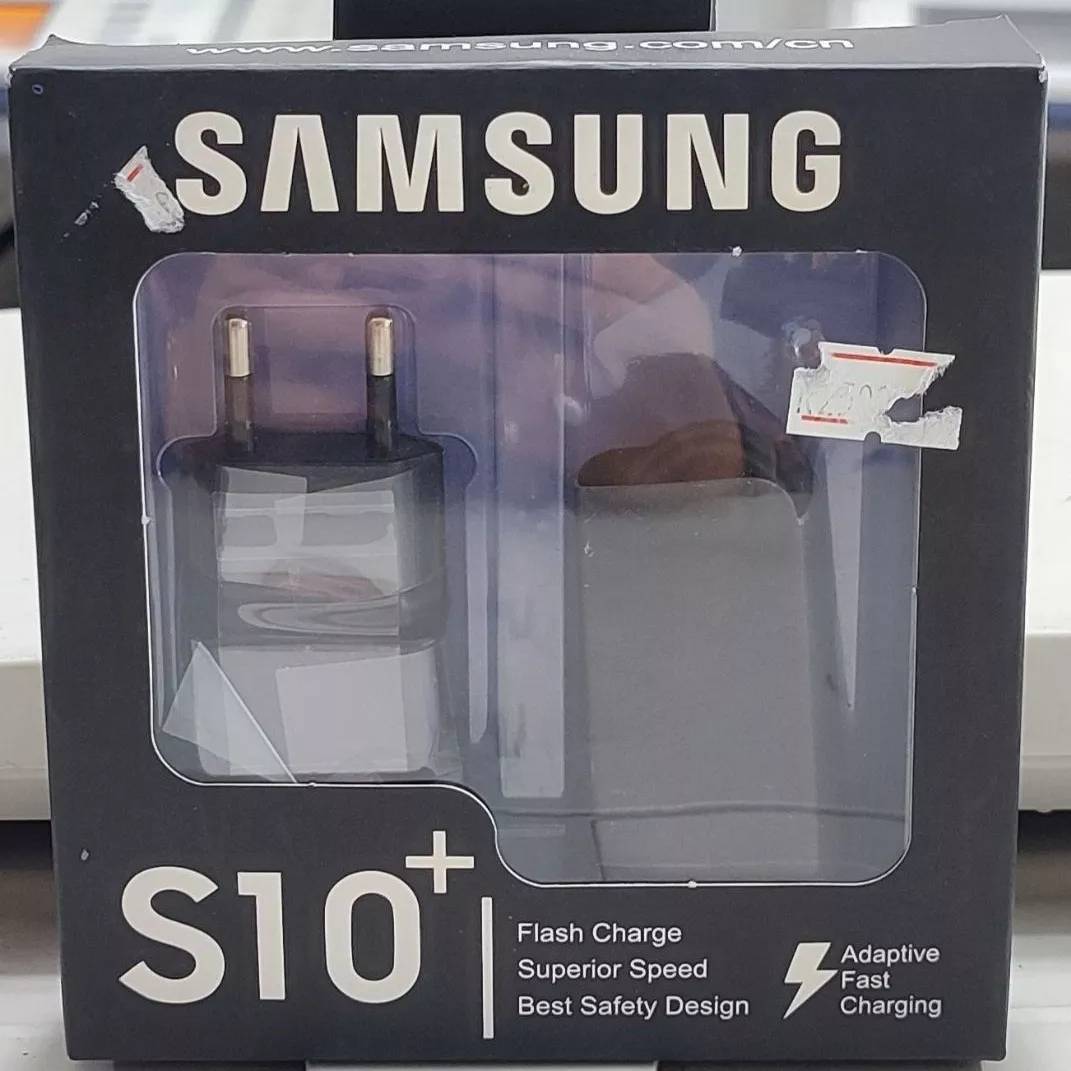 www.samsung.com/cn
SAMSUNG
S10+
Flash Charge
Superior Speed
Best Safety Design
Adaptive
Fast
Charging